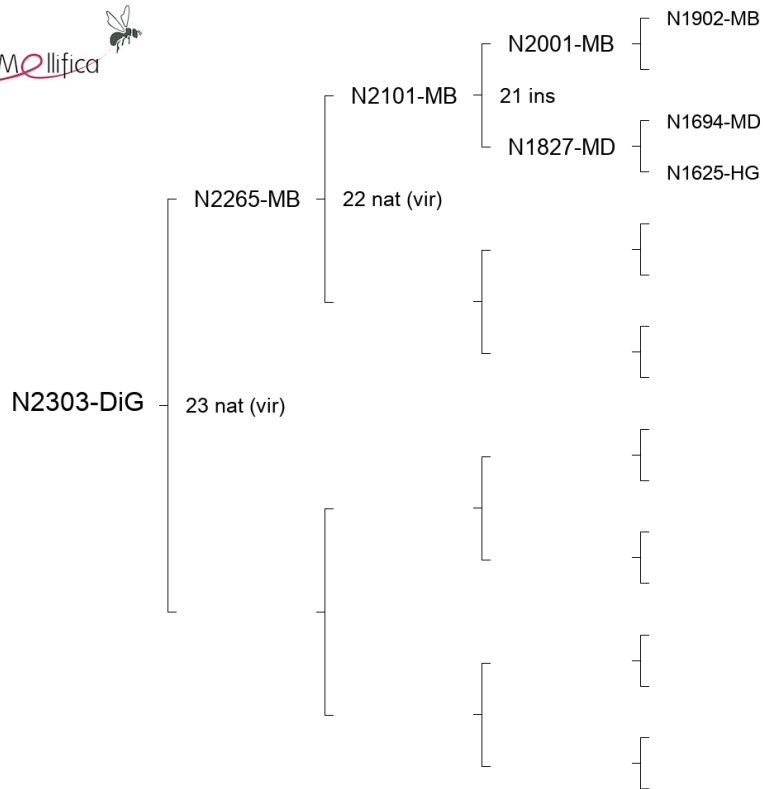 Mellifica
N1902-MB
N2001-MB
N2101-MB
21 ins
N1694-MD
N1827-MD
N1625-HG
N2265-MB
22 nat (vir)
N2303-DiG
23 nat (vir)